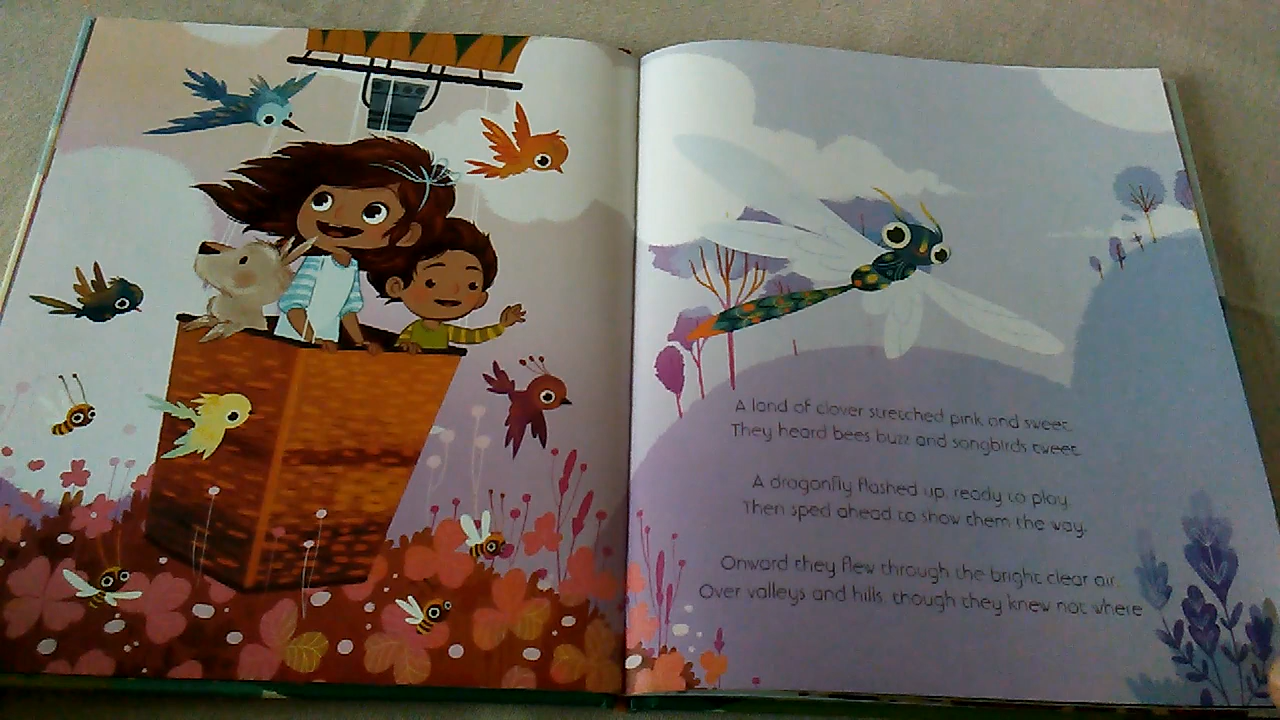 A land of clover stretched pink and sweet.
They heard bees buzz and songbirds tweet.
A dragonfly flashed up, ready to play
Then sped ahead to show them the way.
Onward they flew through the bright clear air.
Over valleys and hills, though they knew not where